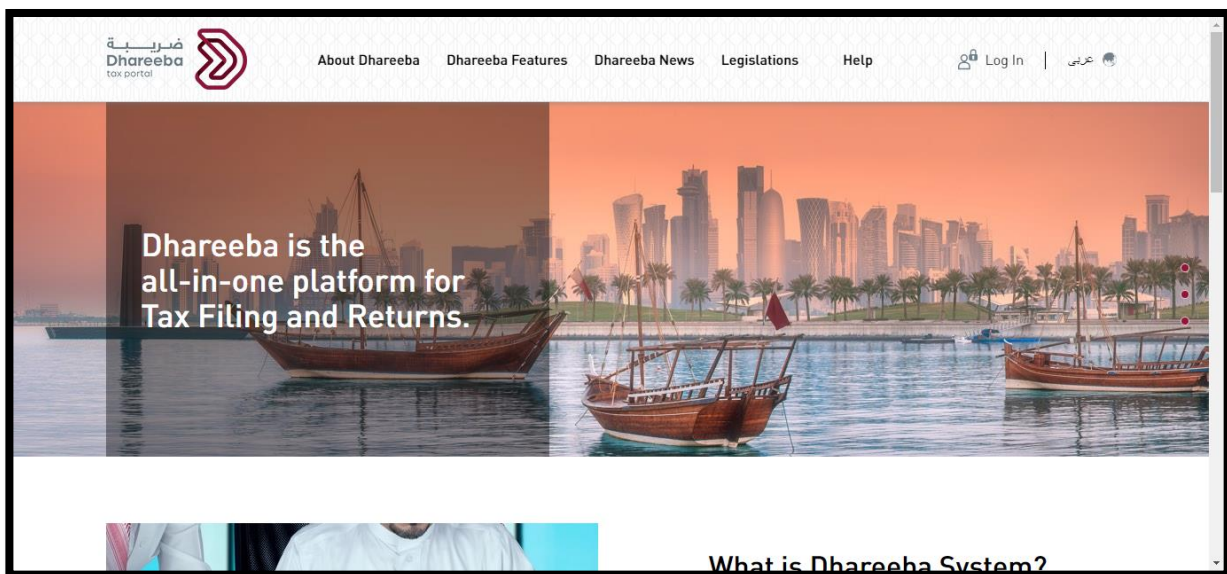 ضريبة
Dhareeba
tax portal
About Dhareeba
Dhareeba Features
Dhareeba News
Legislations
Help
Log In
عربي
Dhareeba is the
all-in-one platform for
Tax Filing and Returns.
What is Dhareeba System?